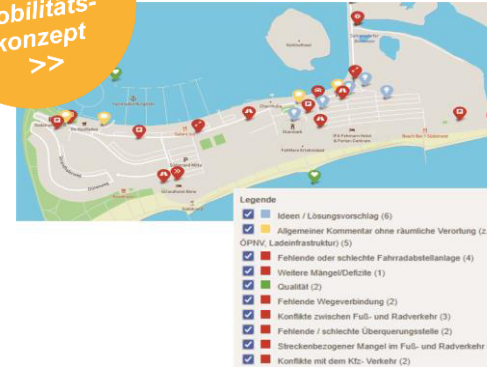 obilitäts-
konzept
>>
Legende
Ideen / Lösungsvorschlag (6)
Allgemeiner Kommentar ohne räumliche Verortung (z.
ÖPNV, Ladeinfrastruktur) (5)
Fehlende oder schlechte Fahrradabstellanlage (4)
Weitere Mängel/Defizite (1)
Qualität (2)
Fehlende Wegeverbindung (2)
Konflikte zwischen Fuß- und Radverkehr (3)
Fehlende / schlechte Überquerungsstelle (2)
Streckenbezogener Mangel im Fuß- und Radverkehr
Konflikte mit dem Kfz- Verkehr (2)